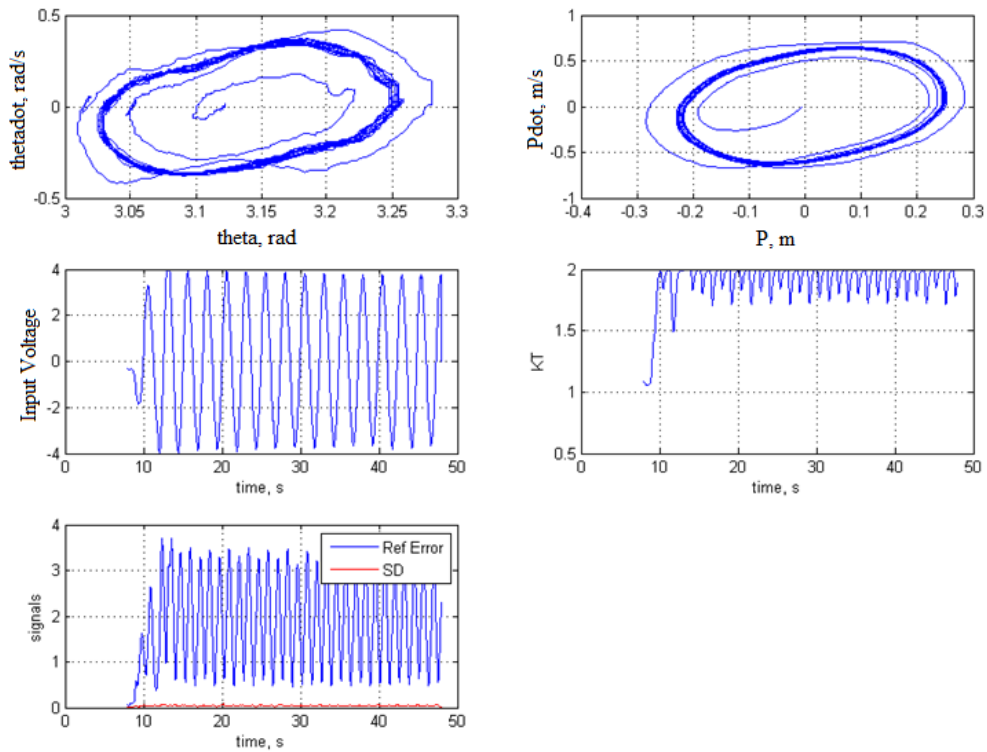 0.5
0
-0.5
thetadot, rad/s
3 3.05 3.1 3.15 3.2 3.25 3.3
theta, rad
1
0.5
0
-0.5
-1
Pdot, m/s
-0.4 -0.3 -0.2 -0.1 0 0.1 0.2 0.3
P, m
4
2
0
-2
-4
Input Voltage
0 10 20 30 40 50
time, s
2
1.5
1
0.5
KT
0 10 20 30 40 50
time, s
4
3
2
1
0
signals
Ref Error
SD
0 10 20 30 40 50
time, s